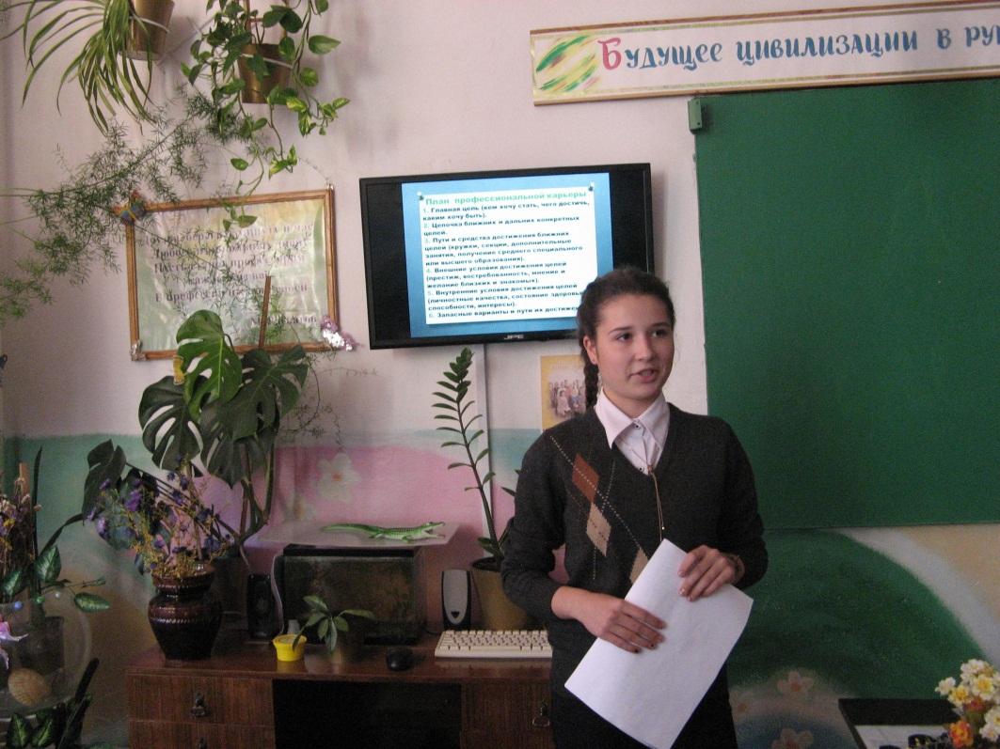 Будущее цивилизации в ру
План профессиональной карьеры
1. Главная цель (кем хочу стать, чего достичь,
каким хочу быть).
2. Цепочка ближних и дальних конкретных
целей.
3. Пути и средства достижения ближних
целей (кружки, секции, дополнительные
занятия, получение среднего специального
или высшего образования).
4. Внешние условия достижения целей
(престиж, востребованность, мнение и
желание близких и знакомых).
5. Внутренние условия достижения целей
(личностные качества, состояние здоровья,
способности, интересы).
6. Запасные варианты и пути их достижен
JPE